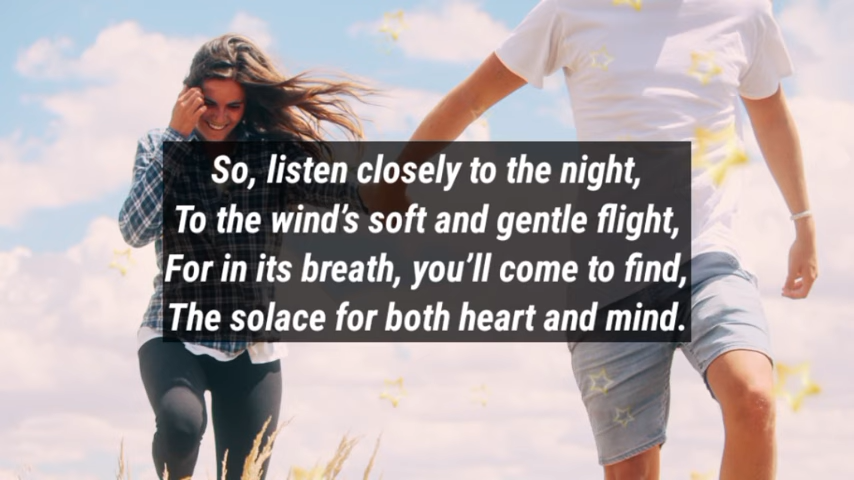 So, listen closely to the night,
To the wind’s soft and gentle flight,
For in its breath, you’ll come to find,
The solace for both heart and mind.